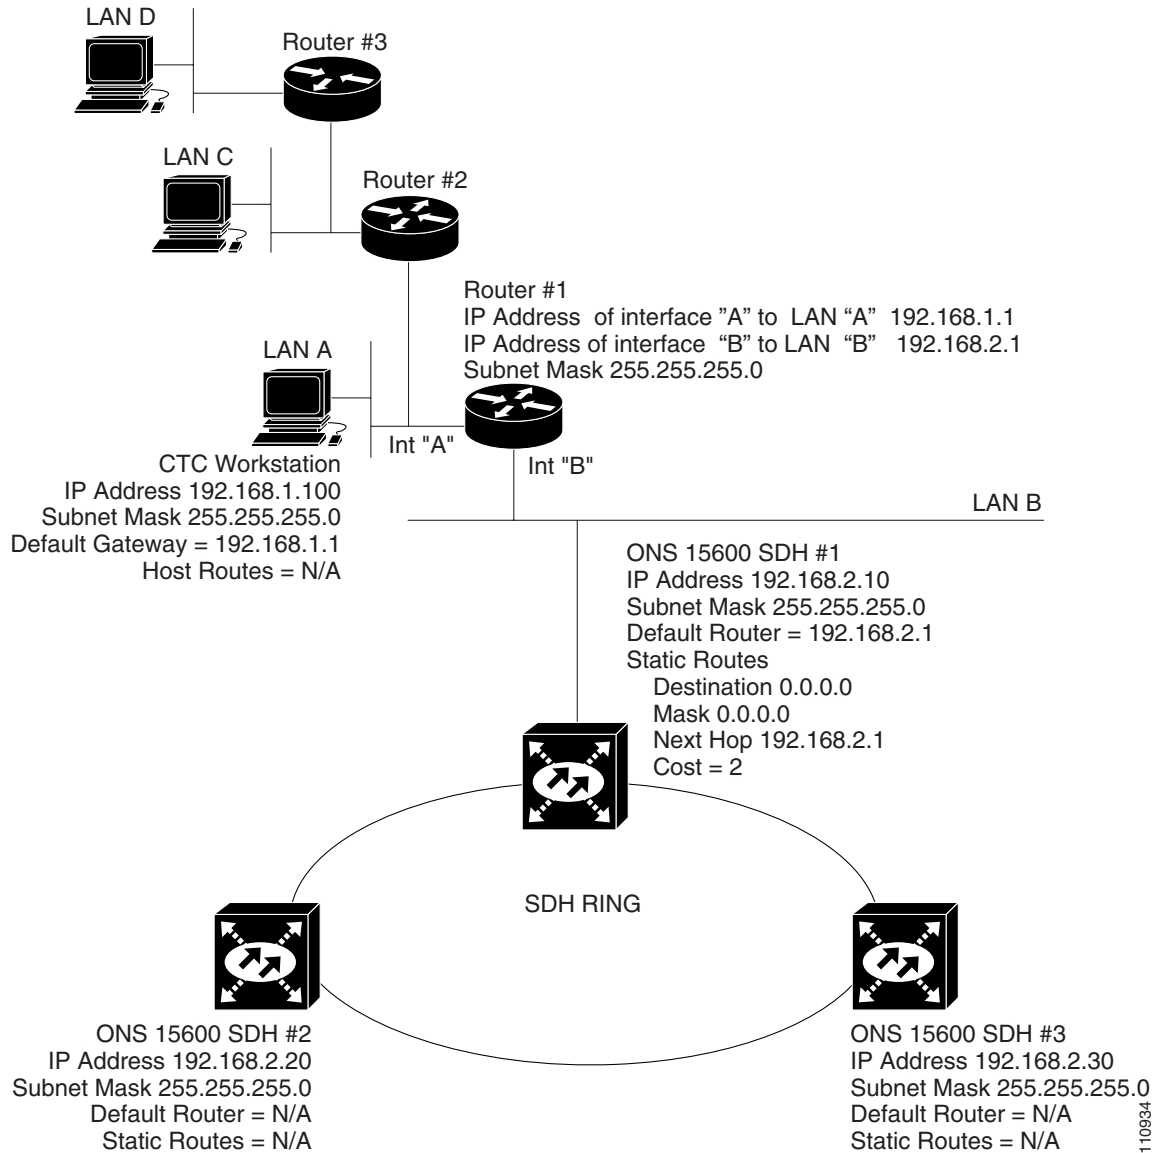 LAN D
Router #3
LAN C
Router #2
Router #1
IP Address of interface ”A” to LAN “A” 192.168.1.1
IP Address of interface “B” to LAN “B” 192.168.2.1
Subnet Mask 255.255.255.0
LAN A
Int "A"
Int "B"
CTC Workstation
IP Address 192.168.1.100
Subnet Mask 255.255.255.0
Default Gateway = 192.168.1.1
Host Routes = N/A
LAN B
ONS 15600 SDH #1
IP Address 192.168.2.10
Subnet Mask 255.255.255.0
Default Router = 192.168.2.1
Static Routes
Destination 0.0.0.0
Mask 0.0.0.0
Next Hop 192.168.2.1
Cost = 2
SDH RING
ONS 15600 SDH #2
IP Address 192.168.2.20
Subnet Mask 255.255.255.0
Default Router = N/A
Static Routes = N/A
ONS 15600 SDH #3
IP Address 192.168.2.30
Subnet Mask 255.255.255.0
Default Router = N/A
Static Routes = N/A
110934